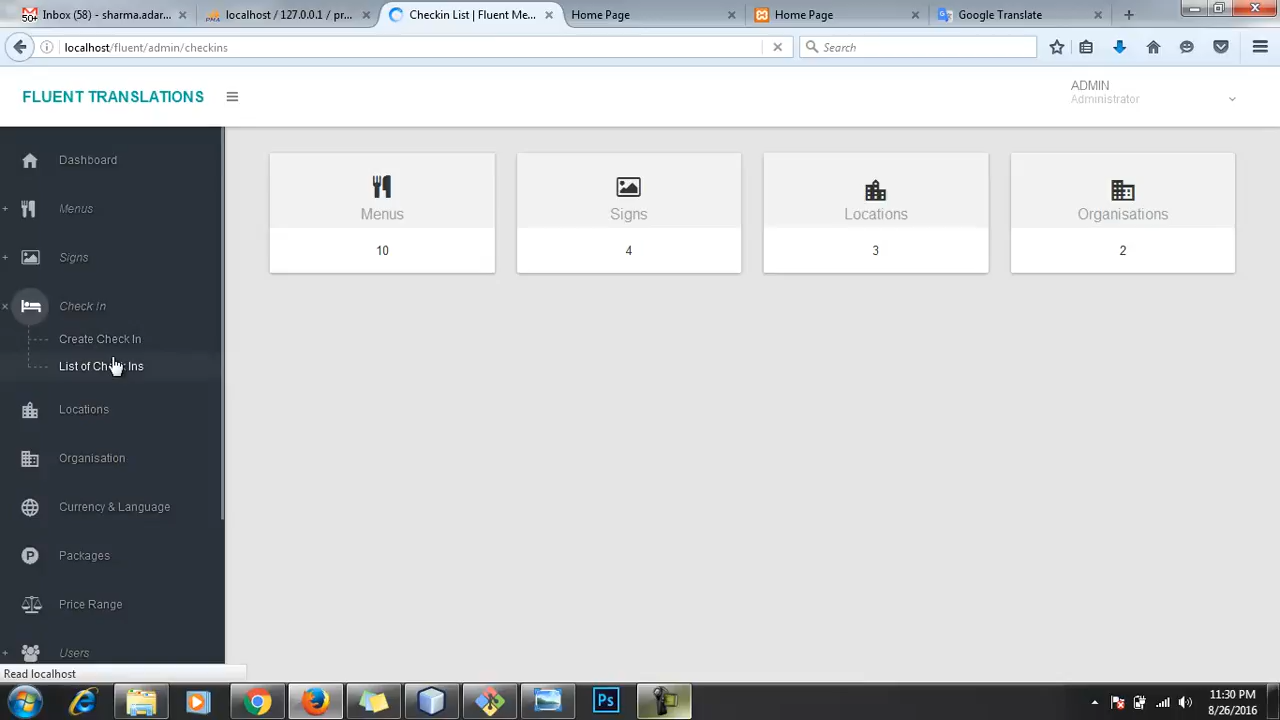 Inbox (58) - sharma.adar...
localhost / 127.0.0.1 / pr...
Checkin List | Fluent Me...
Home Page
Home Page
Google Translate
localhost/fluent/admin/checkins
Search
FLUENT TRANSLATIONS
ADMIN
Administrator
Dashboard
Menus
Signs
Check In
Create Check In
List of Check Ins
Locations
Organisation
Currency & Language
Packages
Price Range
Users
Menus
10
Signs
4
Locations
3
Organisations
2
Read localhost
Ps
11:30 PM
8/26/2016